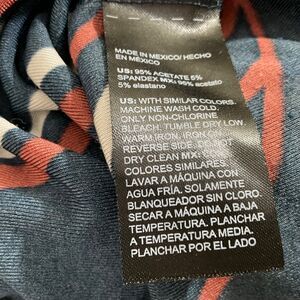 MADE IN MEXICO/HECHO
EN MÉXICO
US: 95% ACETATE 5%
SPANDEX MX: 95% acetato
5% elastano
US: WITH SIMILAR COLORS.
MACHINE WASH COLD.
ONLY NON-CHLORINE
BLEACH. TUMBLE DRY LOW
WARM IRON. IRON ON
REVERSE SIDE. DO NOT
DRY CLEAN MX: CON
COLORES SIMILARES.
LAVAR A MÁQUINA CON
AGUA FRÍA. SOLAMENTE
BLANQUEADOR SIN CLORO.
SECAR A MÁQUINA A BAJA
TEMPERATURA. PLANCHAR
A TEMPERATURA MEDIA.
PLANCHAR POR EL LADO